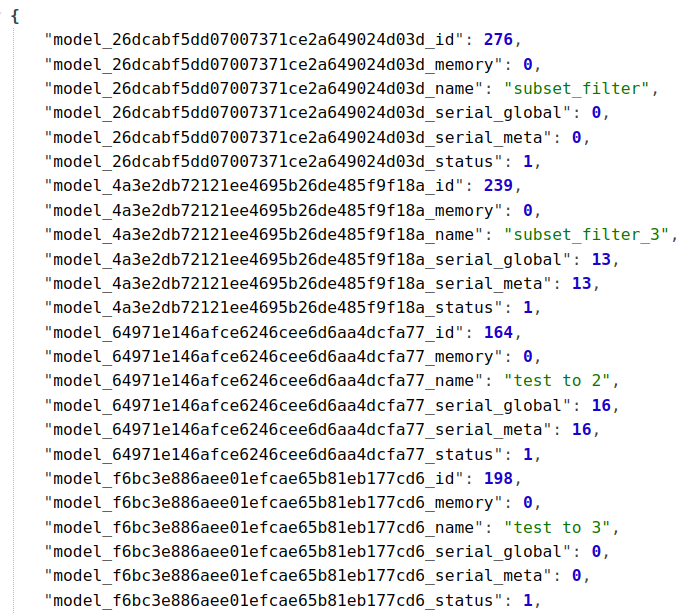 {
"model_26dcabf5dd07007371ce2a649024d03d_id": 276,
"model_26dcabf5dd07007371ce2a649024d03d_memory": 0,
"model_26dcabf5dd07007371ce2a649024d03d_name": "subset_filter",
"model_26dcabf5dd07007371ce2a649024d03d_serial_global": 0,
"model_26dcabf5dd07007371ce2a649024d03d_serial_meta": 0,
"model_26dcabf5dd07007371ce2a649024d03d_status": 1,
"model_4a3e2db72121ee4695b26de485f9f18a_id": 239,
"model_4a3e2db72121ee4695b26de485f9f18a_memory": 0,
"model_4a3e2db72121ee4695b26de485f9f18a_name": "subset_filter_3",
"model_4a3e2db72121ee4695b26de485f9f18a_serial_global": 13,
"model_4a3e2db72121ee4695b26de485f9f18a_serial_meta": 13,
"model_4a3e2db72121ee4695b26de485f9f18a_status": 1,
"model_64971e146afce6246cee6d6aa4dcfa77_id": 164,
"model_64971e146afce6246cee6d6aa4dcfa77_memory": 0,
"model_64971e146afce6246cee6d6aa4dcfa77_name": "test to 2",
"model_64971e146afce6246cee6d6aa4dcfa77_serial_global": 16,
"model_64971e146afce6246cee6d6aa4dcfa77_serial_meta": 16,
"model_64971e146afce6246cee6d6aa4dcfa77_status": 1,
"model_f6bc3e886aee01efcae65b81eb177cd6_id": 198,
"model_f6bc3e886aee01efcae65b81eb177cd6_memory": 0,
"model_f6bc3e886aee01efcae65b81eb177cd6_name": "test to 3",
"model_f6bc3e886aee01efcae65b81eb177cd6_serial_global": 0,
"model_f6bc3e886aee01efcae65b81eb177cd6_serial_meta": 0,
"model_f6bc3e886aee01efcae65b81eb177cd6_status": 1,